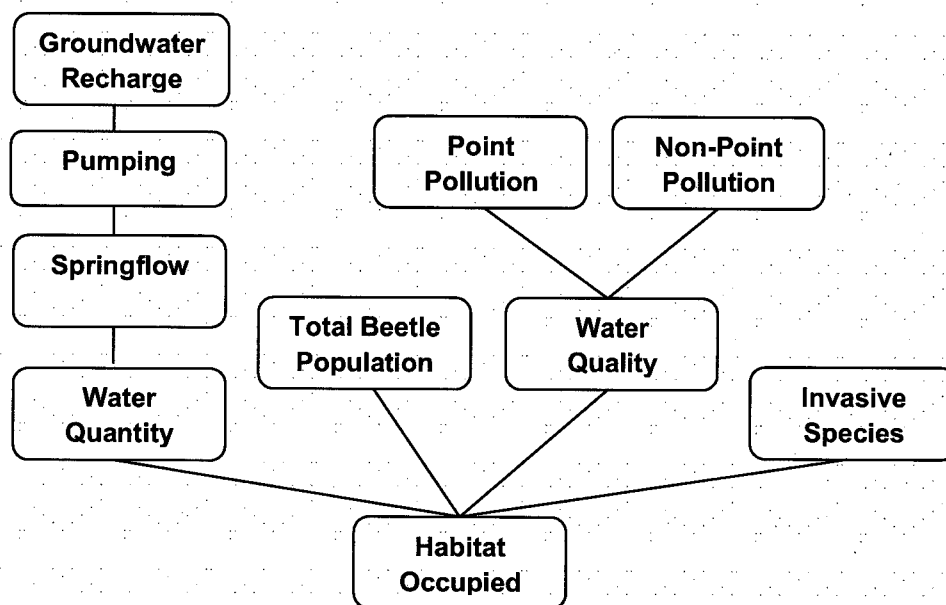 Groundwater
Recharge
Pumping
Point
Pollution
Non-Point
Pollution
Springflow
Total Beetle
Population
Water
Quality
Water
Quantity
Invasive
Species
Habitat
Occupied